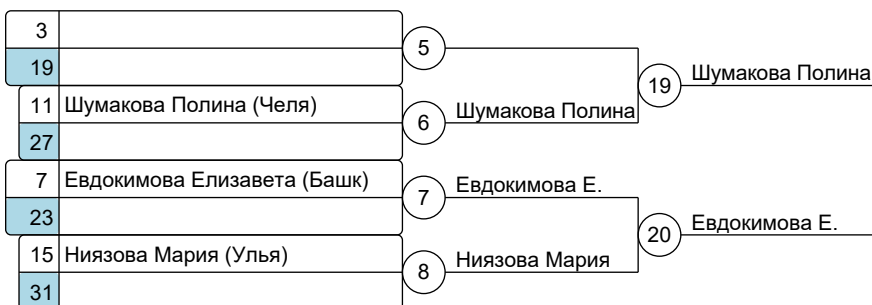 3
5
19
19 Шумакова Полина
11 Шумакова Полина (Челя)
6 Шумакова Полина
27
7 Евдокимова Елизавета (Башк)
7 Евдокимова Е.
23
20 Евдокимова Е.
15 Ниязова Мария (Улья)
8 Ниязова Мария
31